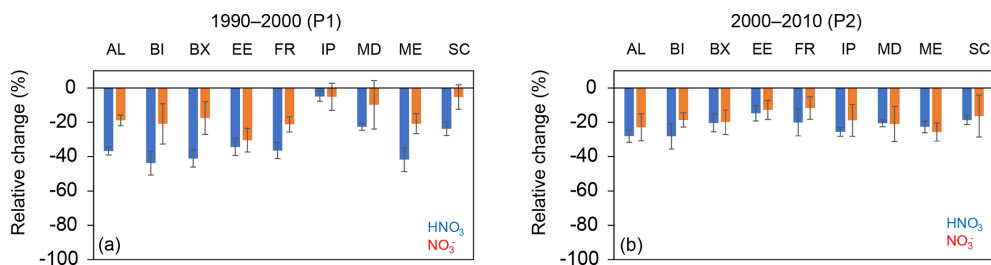 1990–2000 (P1)
AL BI BX EE FR IP MD ME SC
Relative change (%)
0
-20
-40
-60
-80
-100
(a)
HNO₃
NO₃⁻
2000–2010 (P2)
AL BI BX EE FR IP MD ME SC
Relative change (%)
0
-20
-40
-60
-80
-100
(b)
HNO₃
NO₃⁻